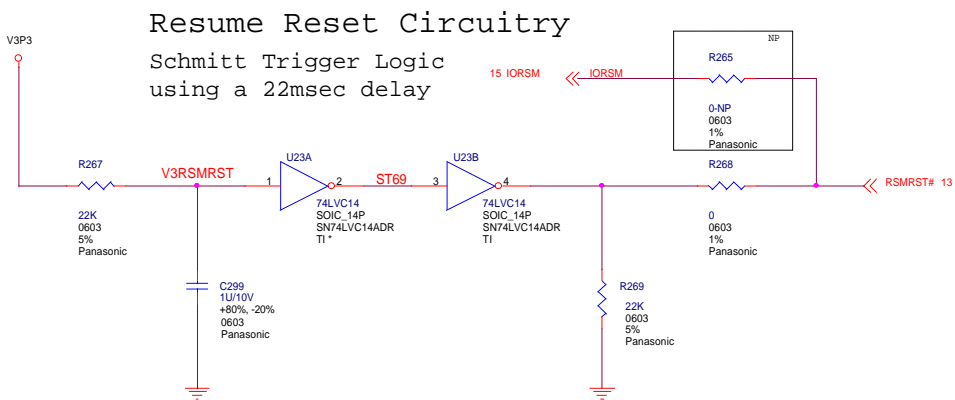 Resume Reset Circuitry
Schmitt Trigger Logic
using a 22msec delay
V3P3
NP
R265
15 IORSM
IORSM
0-NP
0603
1%
Panasonic
R267
22K
0603
5%
Panasonic
V3RSMRST
U23A
1
2
74LVC14
SOIC_14P
SN74LVC14ADR
TI *
ST69
U23B
3
4
74LVC14
SOIC_14P
SN74LVC14ADR
TI
R268
0
0603
1%
Panasonic
RSMRST# 13
C299
1U/10V
+80%, -20%
0603
Panasonic
R269
22K
0603
5%
Panasonic